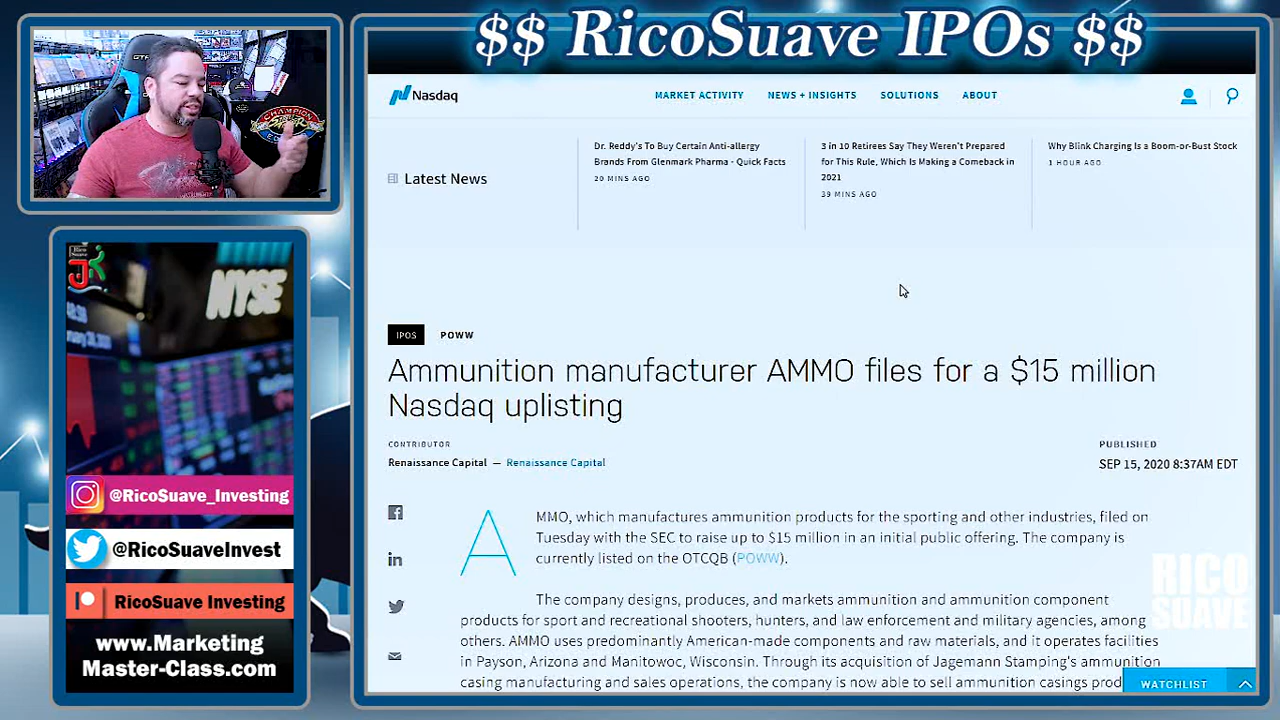 $$ RicoSuave IPOs $$
Nasdaq
MARKET ACTIVITY
NEWS + INSIGHTS
SOLUTIONS
ABOUT
Latest News
Dr. Reddy's To Buy Certain Anti-allergy
Brands From Glenmark Pharma - Quick Facts
20 MINS AGO
3 in 10 Retirees Say They Weren't Prepared
for This Rule, Which Is Making a Comeback in
2021
39 MINS AGO
Why Blink Charging Is a Boom-or-Bust Stock
1 HOUR AGO
IPOS POWW
Ammunition manufacturer AMMO files for a $15 million
Nasdaq uplisting
CONTRIBUTOR
Renaissance Capital — Renaissance Capital
PUBLISHED
SEP 15, 2020 8:37AM EDT
AMMO, which manufactures ammunition products for the sporting and other industries, filed on
Tuesday with the SEC to raise up to $15 million in an initial public offering. The company is
currently listed on the OTCQB (POWW).
The company designs, produces, and markets ammunition and ammunition component
products for sport and recreational shooters, hunters, and law enforcement and military agencies, among
others. AMMO uses predominantly American-made components and raw materials, and it operates facilities
in Payson, Arizona and Manitowoc, Wisconsin. Through its acquisition of Jagemann Stamping's ammunition
casing manufacturing and sales operations, the company is now able to sell ammunition casings prod
WATCHLIST
RICO
SUAVE
CHAMPION
Rico
Suave
NYSE
@RicoSuave_Investing
@RicoSuaveInvest
RicoSuave Investing
www.Marketing
Master-Class.com